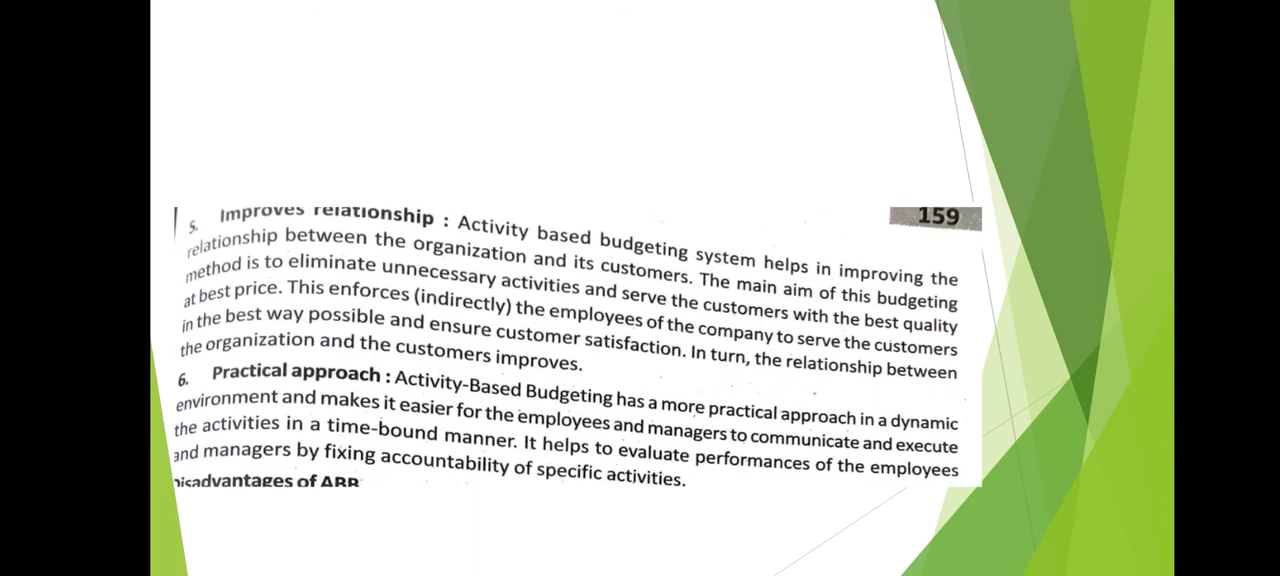 159
5. Improves relationship : Activity based budgeting system helps in improving the
relationship between the organization and its customers. The main aim of this budgeting
method is to eliminate unnecessary activities and serve the customers with the best quality
at best price. This enforces (indirectly) the employees of the company to serve the customers
in the best way possible and ensure customer satisfaction. In turn, the relationship between
the organization and the customers improves.
6. Practical approach : Activity-Based Budgeting has a more practical approach in a dynamic
environment and makes it easier for the employees and managers to communicate and execute
the activities in a time-bound manner. It helps to evaluate performances of the employees
and managers by fixing accountability of specific activities.
Disadvantages of ABB